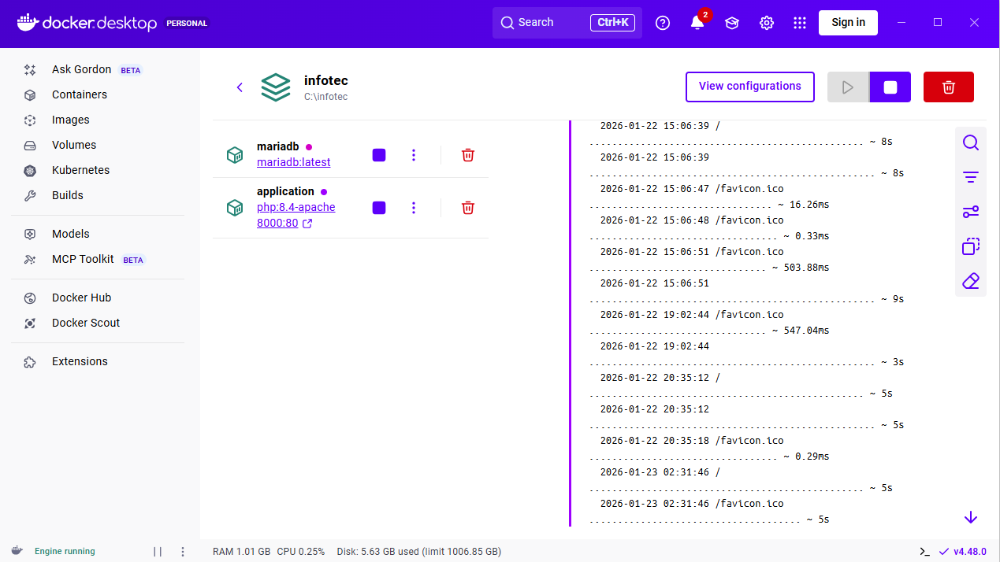 docker.desktop PERSONAL
Search Ctrl+K
2
Sign in
Ask Gordon BETA
Containers
Images
Volumes
Kubernetes
Builds
Models
MCP Toolkit BETA
Docker Hub
Docker Scout
Extensions
infotec
C:\infotec
View configurations
mariadb
mariadb:latest
application
php:8.4-apache
8000:80
2026-01-22 15:06:39 /
................................................ ~ 8s
2026-01-22 15:06:39
.................................................. ~ 8s
2026-01-22 15:06:47 /favicon.ico
................................ ~ 16.26ms
2026-01-22 15:06:48 /favicon.ico
................................. ~ 0.33ms
2026-01-22 15:06:51 /favicon.ico
............................... ~ 503.88ms
2026-01-22 15:06:51
.................................................. ~ 9s
2026-01-22 19:02:44 /favicon.ico
............................... ~ 547.04ms
2026-01-22 19:02:44
.................................................. ~ 3s
2026-01-22 20:35:12 /
................................................ ~ 5s
2026-01-22 20:35:12
.................................................. ~ 5s
2026-01-22 20:35:18 /favicon.ico
................................. ~ 0.29ms
2026-01-23 02:31:46 /
................................................ ~ 5s
2026-01-23 02:31:46 /favicon.ico
..................................... ~ 5s
Engine running
RAM 1.01 GB CPU 0.25% Disk: 5.63 GB used (limit 1006.85 GB)
v4.48.0